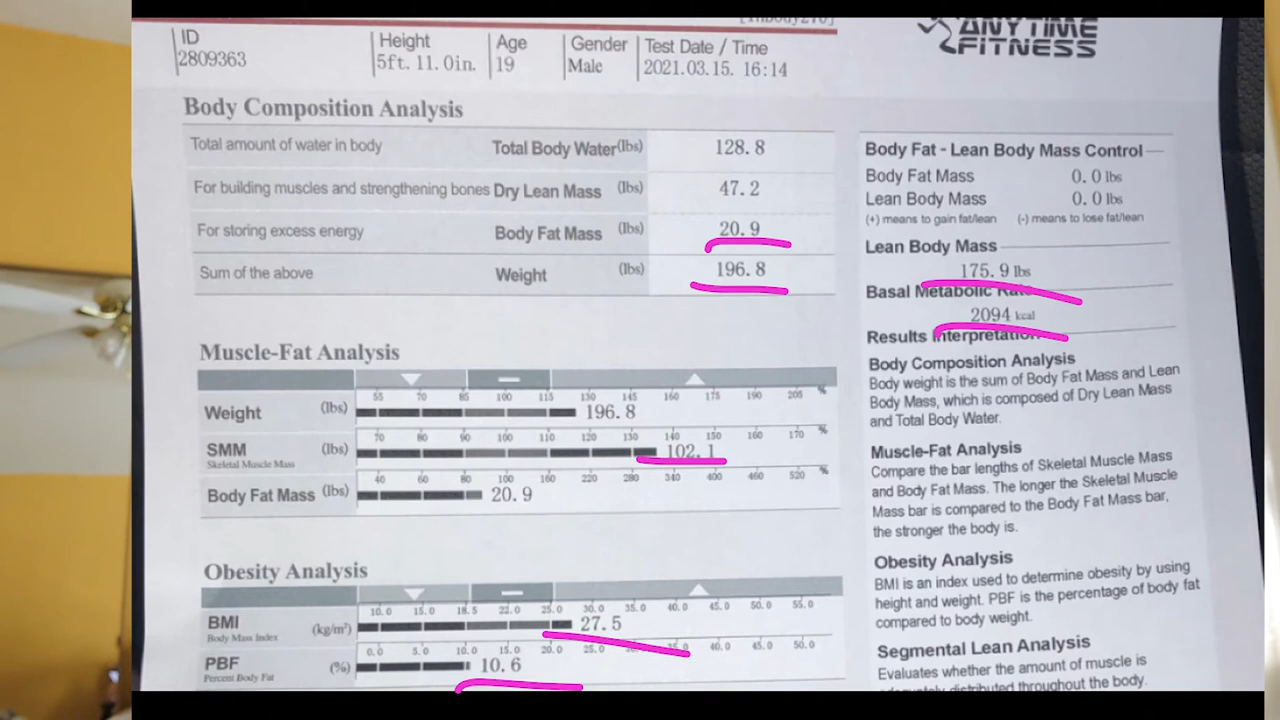 [InBody270]
ANYTIME
FITNESS
ID
2809363
Height
5ft. 11.0in.
Age
19
Gender
Male
Test Date / Time
2021.03.15. 16:14
Body Composition Analysis
Total amount of water in body Total Body Water (lbs) 128.8
For building muscles and strengthening bones Dry Lean Mass (lbs) 47.2
For storing excess energy Body Fat Mass (lbs) 20.9
Sum of the above Weight (lbs) 196.8
Muscle-Fat Analysis
55 70 85 100 115 130 145 160 175 190 205 %
Weight (lbs) 196.8
70 80 90 100 110 120 130 140 150 160 170 %
SMM (lbs) 102.1
Skeletal Muscle Mass
40 60 80 100 160 220 280 340 400 460 520 %
Body Fat Mass (lbs) 20.9
Obesity Analysis
10.0 15.0 18.5 22.0 25.0 30.0 35.0 40.0 45.0 50.0 55.0
BMI (kg/m²) 27.5
Body Mass Index
0.0 5.0 10.0 15.0 20.0 25.0 35.0 40.0 45.0 50.0
PBF (%) 10.6
Percent Body Fat
Body Fat - Lean Body Mass Control
Body Fat Mass 0.0 lbs
Lean Body Mass 0.0 lbs
(+) means to gain fat/lean (-) means to lose fat/lean
Lean Body Mass
175.9 lbs
Basal Metabolic Rate
2094 kcal
Results Interpretation
Body Composition Analysis
Body weight is the sum of Body Fat Mass and Lean
Body Mass, which is composed of Dry Lean Mass
and Total Body Water.
Muscle-Fat Analysis
Compare the bar lengths of Skeletal Muscle Mass
and Body Fat Mass. The longer the Skeletal Muscle
Mass bar is compared to the Body Fat Mass bar,
the stronger the body is.
Obesity Analysis
BMI is an index used to determine obesity by using
height and weight. PBF is the percentage of body fat
compared to body weight.
Segmental Lean Analysis
Evaluates whether the amount of muscle is
adequately distributed throughout the body.